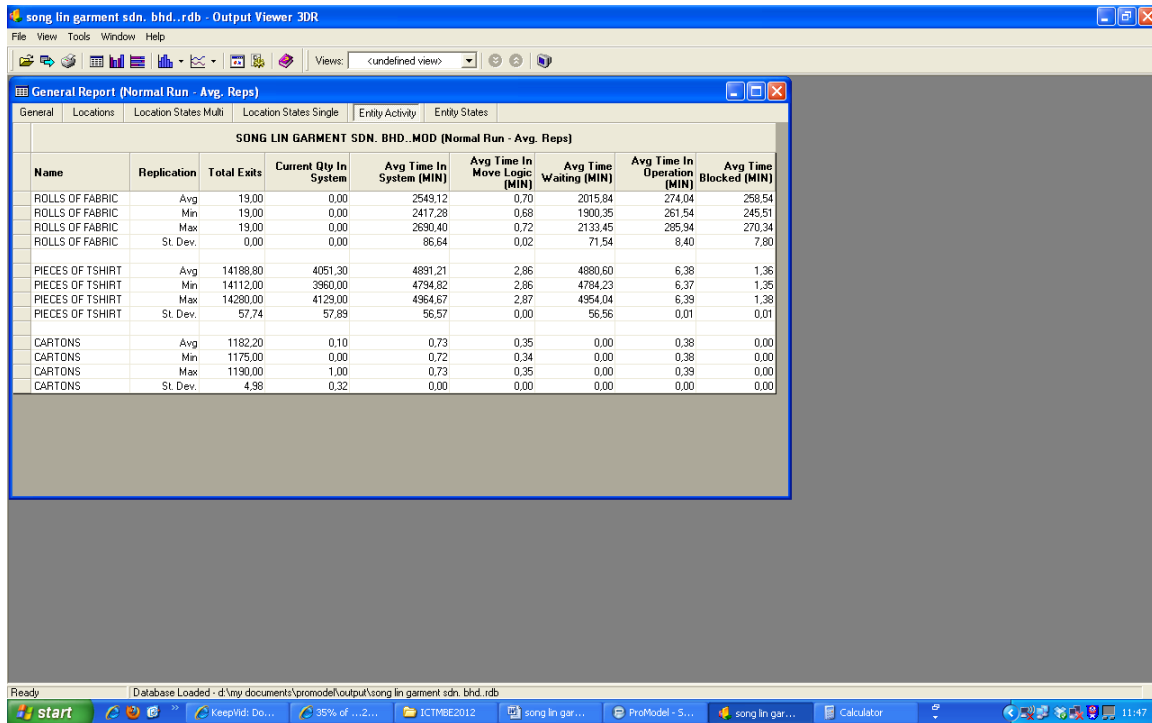 song lin garment sdn. bhd..rdb - Output Viewer 3DR
File View Tools Window Help
Views: <undefined view>
General Report (Normal Run - Avg. Reps)
General Locations Location States Multi Location States Single Entity Activity Entity States
SONG LIN GARMENT SDN. BHD..MOD (Normal Run - Avg. Reps)
Name Replication Total Exits Current Qty In System Avg Time In System (MIN) Avg Time In Move Logic (MIN) Avg Time Waiting (MIN) Avg Time In Operation (MIN) Avg Time Blocked (MIN)
ROLLS OF FABRIC Avg 19,00 0,00 2549,12 0,70 2015,84 274,04 258,54
ROLLS OF FABRIC Min 19,00 0,00 2417,28 0,68 1900,35 261,54 245,51
ROLLS OF FABRIC Max 19,00 0,00 2690,40 0,72 2133,45 285,94 270,34
ROLLS OF FABRIC St. Dev. 0,00 0,00 86,64 0,02 71,54 8,40 7,80
PIECES OF TSHIRT Avg 14188,80 4051,30 4891,21 2,86 4880,60 6,38 1,36
PIECES OF TSHIRT Min 14112,00 3960,00 4794,82 2,86 4784,23 6,37 1,35
PIECES OF TSHIRT Max 14280,00 4129,00 4964,67 2,87 4954,04 6,39 1,38
PIECES OF TSHIRT St. Dev. 57,74 57,89 56,57 0,00 56,56 0,01 0,01
CARTONS Avg 1182,20 0,10 0,73 0,35 0,00 0,38 0,00
CARTONS Min 1175,00 0,00 0,72 0,34 0,00 0,38 0,00
CARTONS Max 1190,00 1,00 0,73 0,35 0,00 0,39 0,00
CARTONS St. Dev. 4,98 0,32 0,00 0,00 0,00 0,00 0,00
Ready Database Loaded - d:\my documents\promodel\output\song lin garment sdn. bhd..rdb
start KeepVid: Do... 35% of ...2... ICTMBE2012 song lin gar... ProModel - S... song lin gar... Calculator 11:47